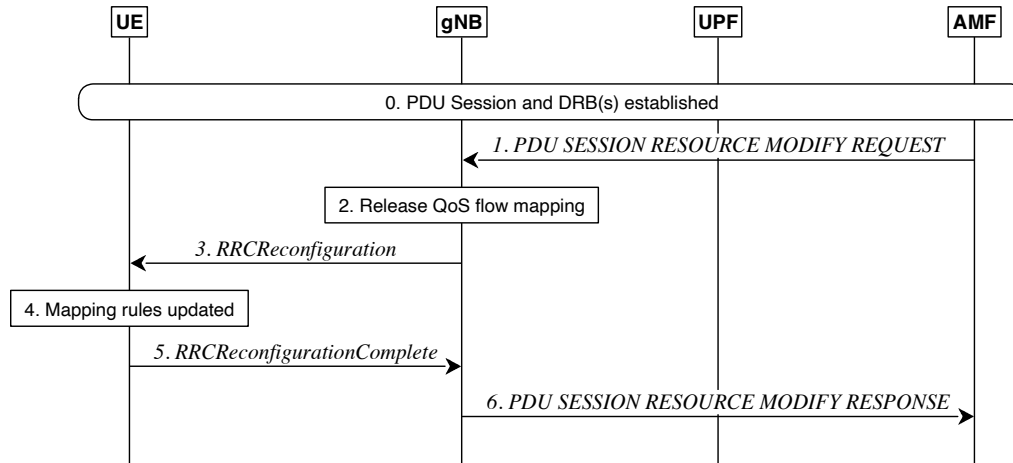 UE gNB UPF AMF
0. PDU Session and DRB(s) established
1. PDU SESSION RESOURCE MODIFY REQUEST
2. Release QoS flow mapping
3. RRCReconfiguration
4. Mapping rules updated
5. RRCReconfigurationComplete
6. PDU SESSION RESOURCE MODIFY RESPONSE